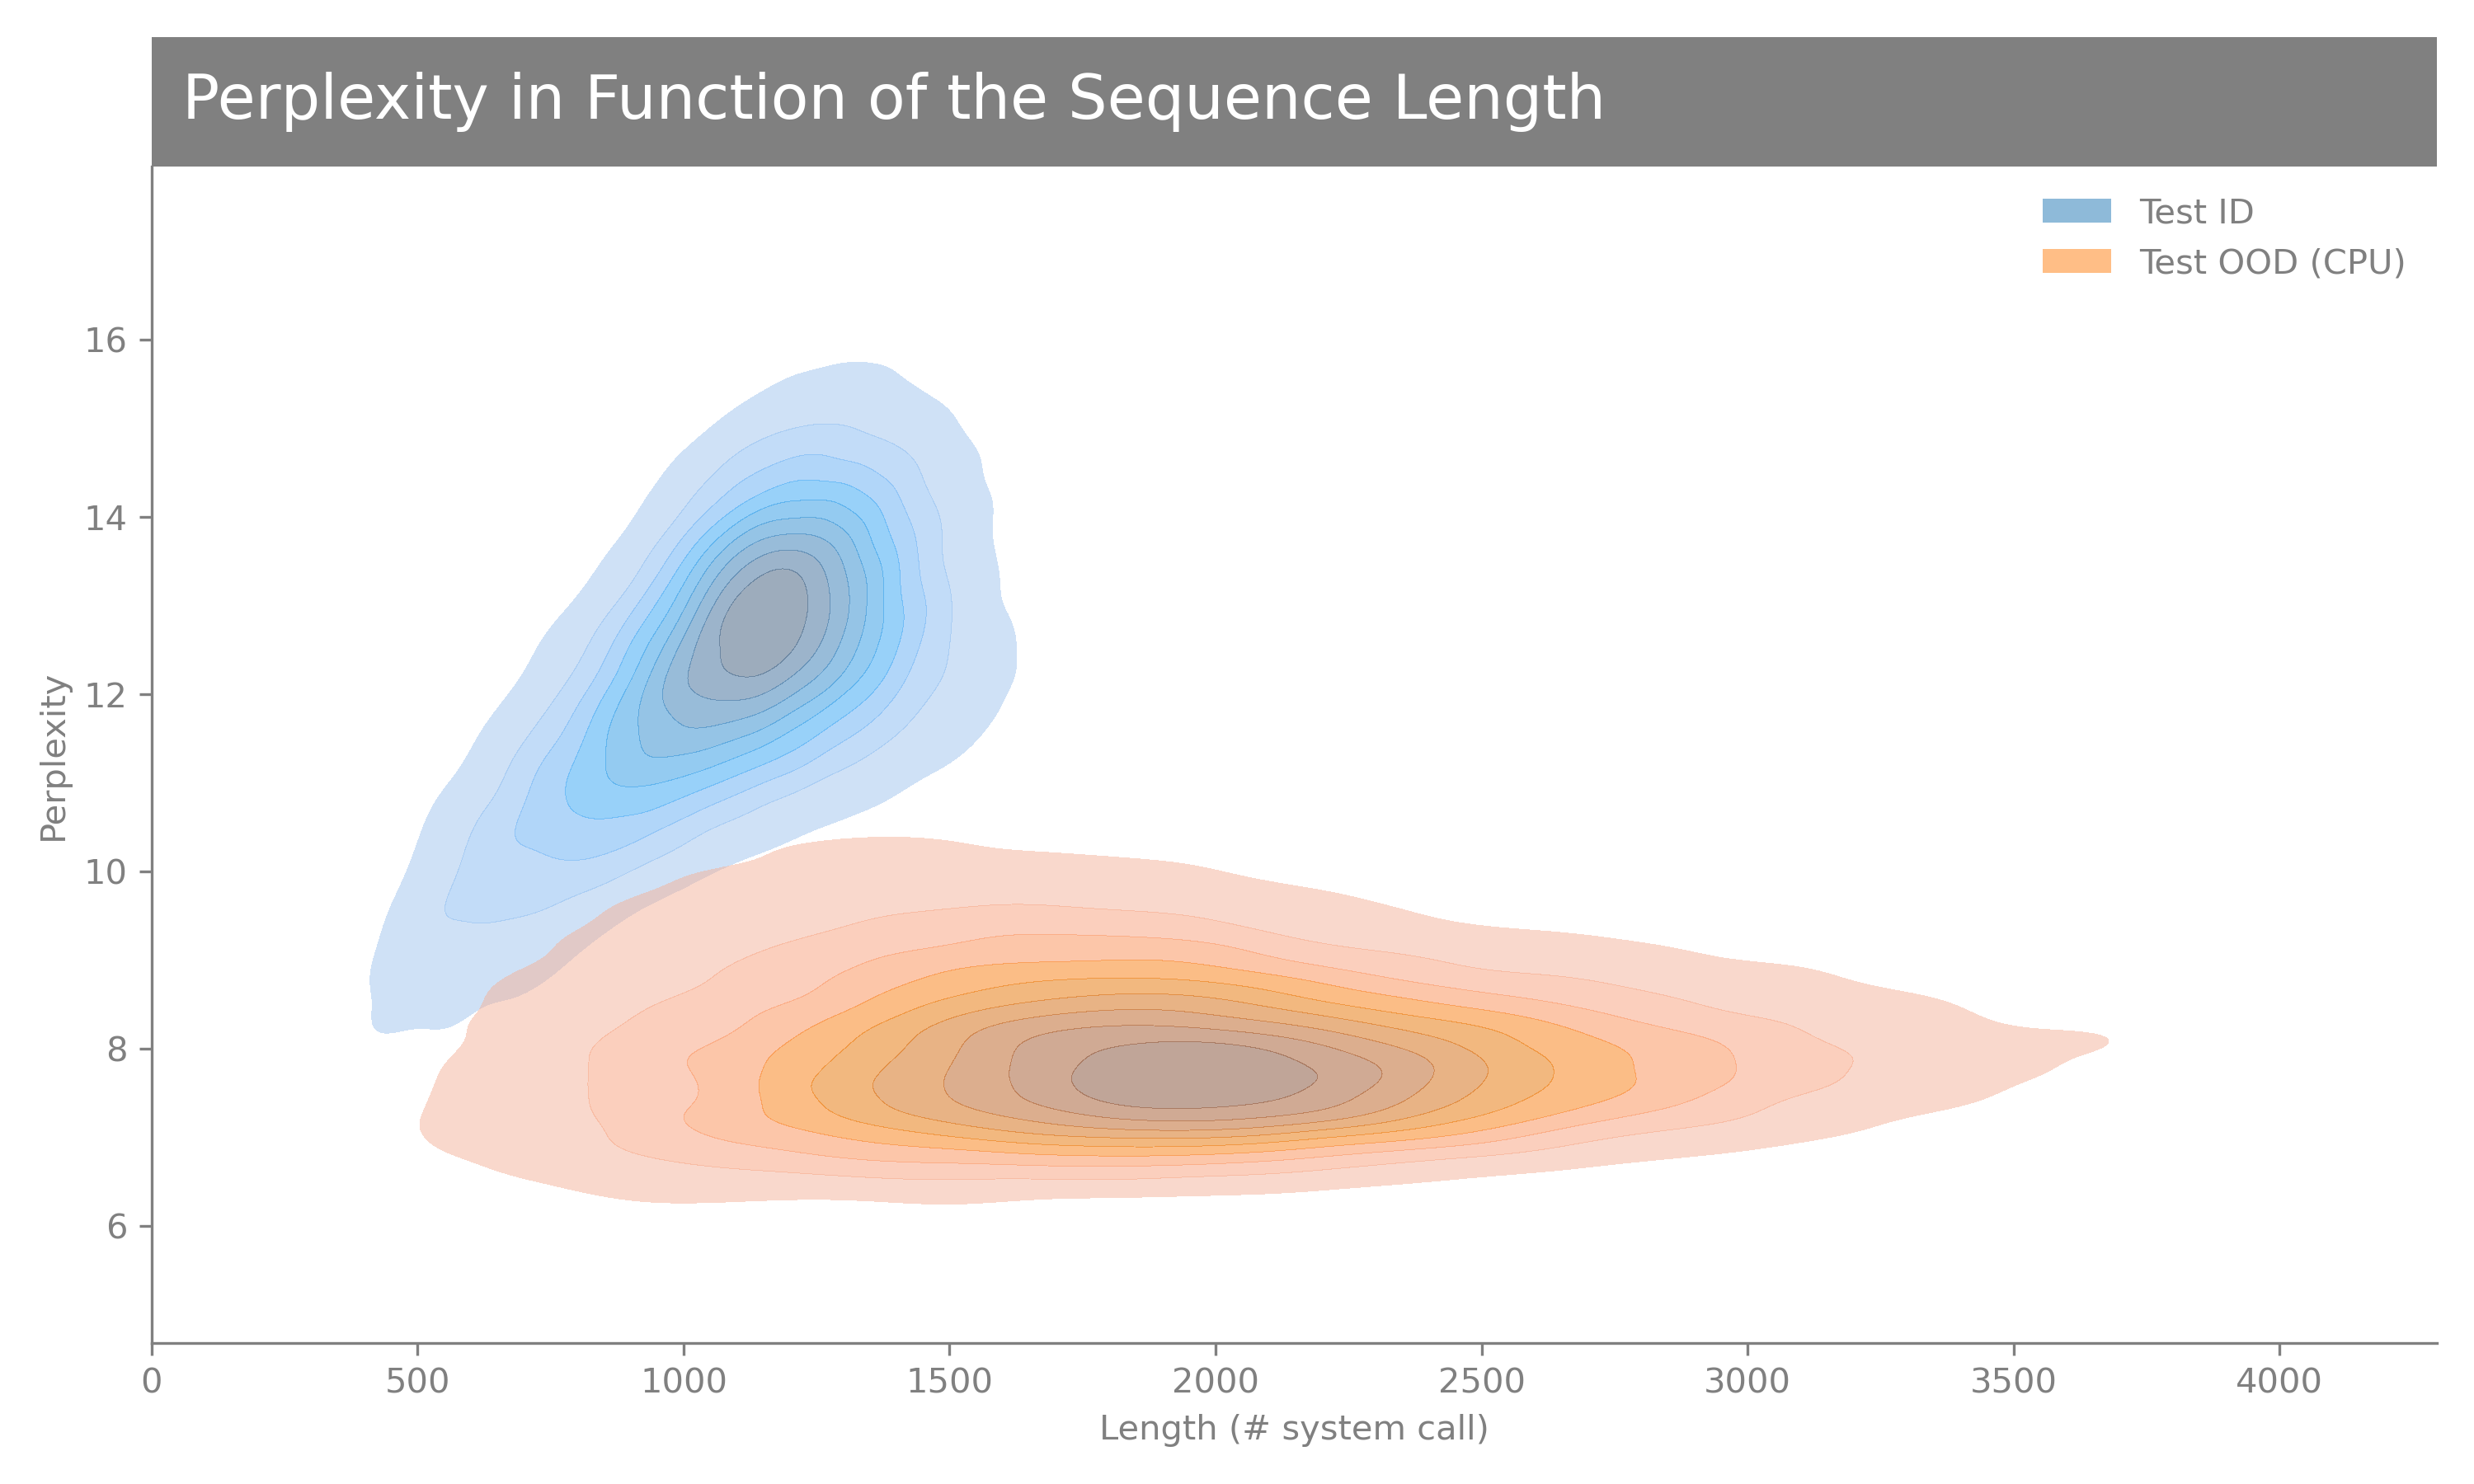 Perplexity in Function of the Sequence Length
Test ID
Test OOD (CPU)
16
14
12
10
8
6
Perplexity
0 500 1000 1500 2000 2500 3000 3500 4000
Length (# system call)